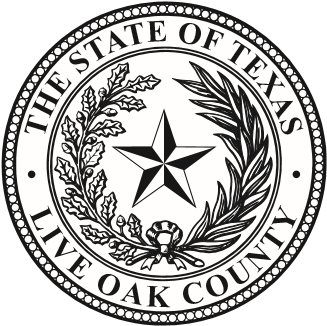 THE STATE OF TEXAS
• LIVE OAK COUNTY •